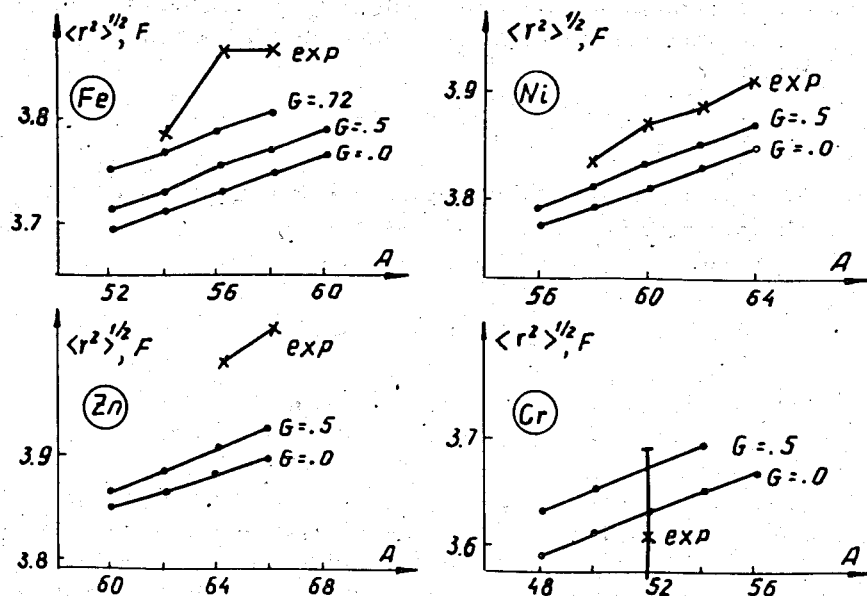 <r²>^1/2, F
exp
Fe
G=.72
3.8
G=.5
G=.0
3.7
A
52 56 60
<r²>^1/2, F
exp
Ni
3.9
G=.5
G=.0
3.8
A
56 60 64
<r²>^1/2, F
exp
Zn
G=.5
3.9
G=.0
3.8
A
60 64 68
<r²>^1/2, F
Cr
3.7
G=.5
G=.0
exp
3.6
A
48 52 56